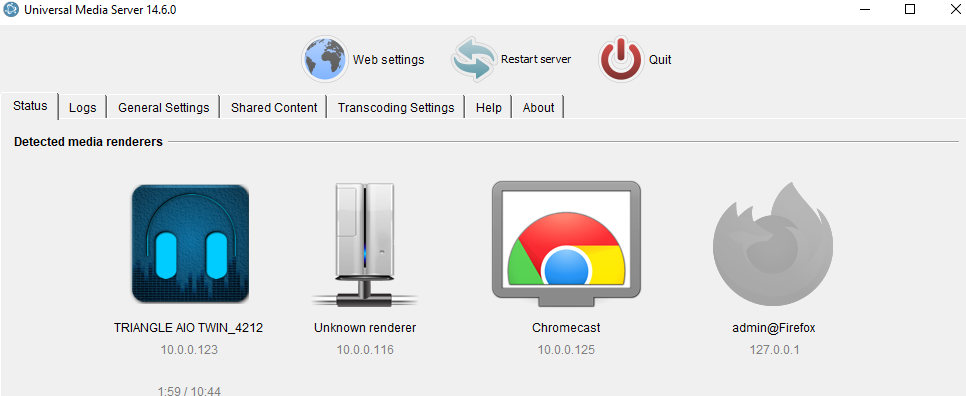 Universal Media Server 14.6.0
Web settings Restart server Quit
Status Logs General Settings Shared Content Transcoding Settings Help About
Detected media renderers
TRIANGLE AIO TWIN_4212 Unknown renderer Chromecast admin@Firefox
10.0.0.123 10.0.0.116 10.0.0.125 127.0.0.1
1:59 / 10:44